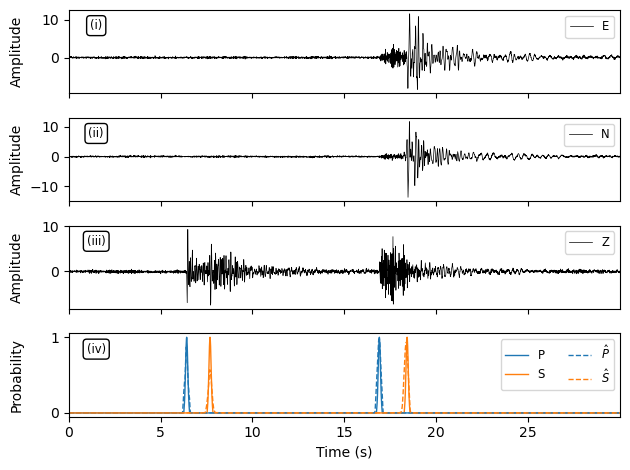 (i)
E
10
0
Amplitude
(ii)
N
10
0
−10
Amplitude
(iii)
Z
10
0
Amplitude
(iv)
P
S
P̂
Ŝ
1
0
Probability
0 5 10 15 20 25
Time (s)